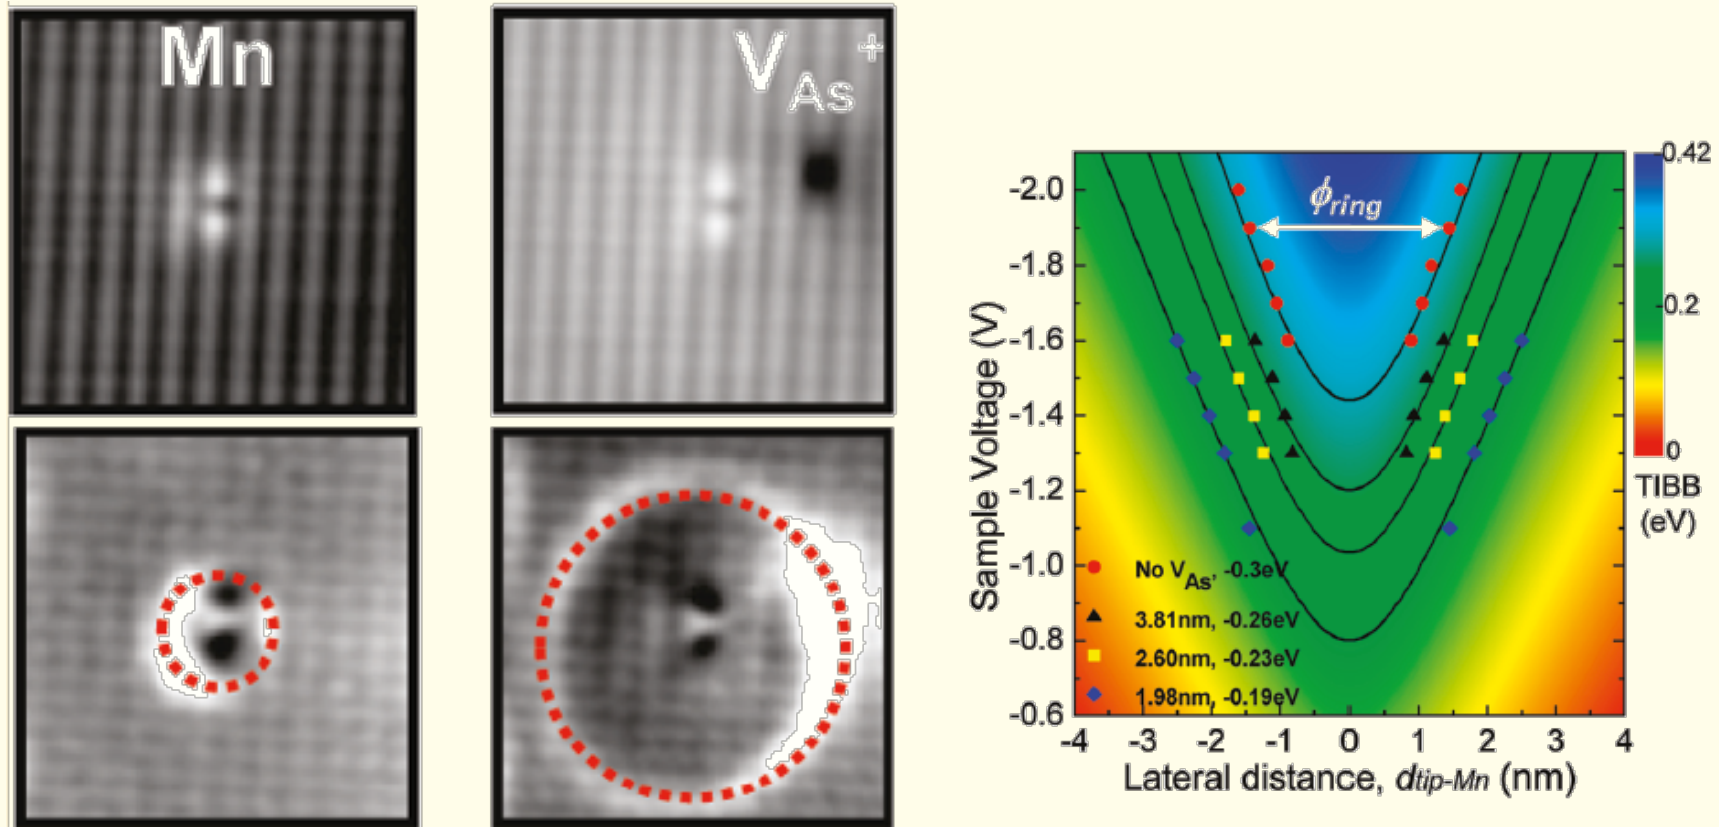 Mn
V As +
ϕring
-0.42
-0.2
0
TIBB
(eV)
Sample Voltage (V)
-2.0
-1.8
-1.6
-1.4
-1.2
-1.0
-0.8
-0.6
No VAs, -0.3eV
3.81nm, -0.26eV
2.60nm, -0.23eV
1.98nm, -0.19eV
-4 -3 -2 -1 0 1 2 3 4
Lateral distance, dtip-Mn (nm)